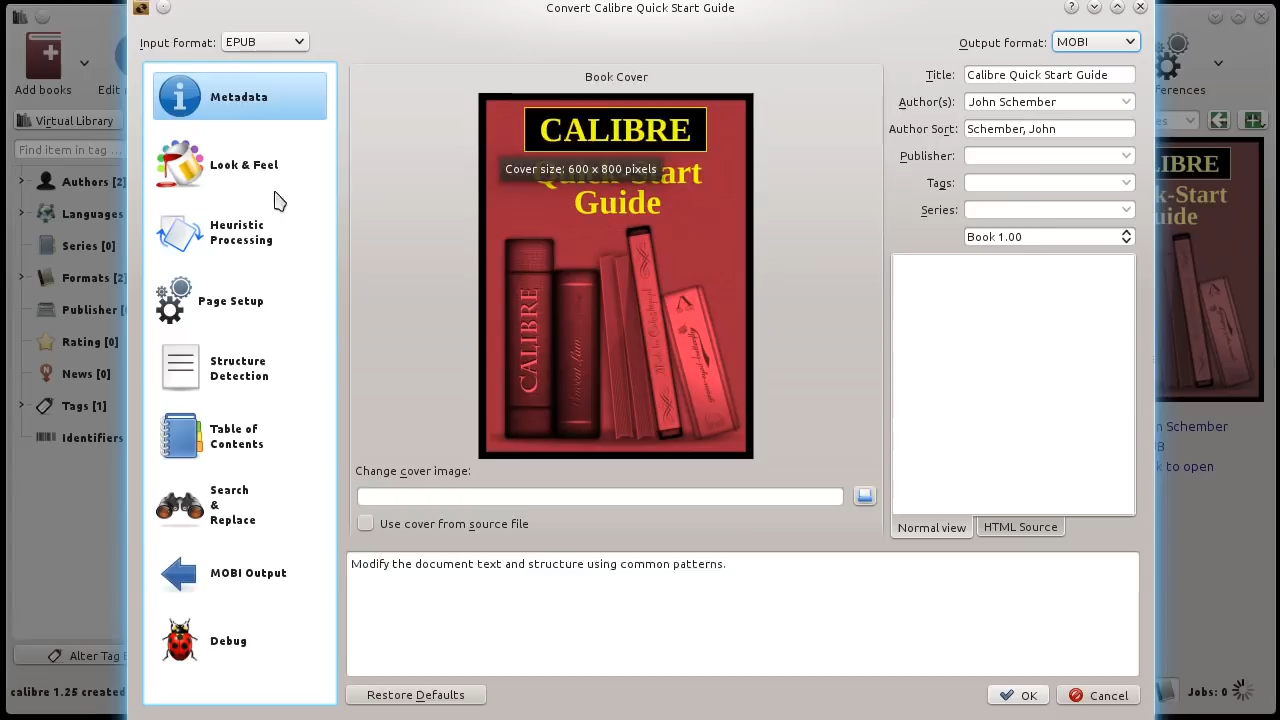 Convert Calibre Quick Start Guide
Input format: EPUB
Output format: MOBI
Metadata
Look & Feel
Heuristic
Processing
Page Setup
Structure
Detection
Table of
Contents
Search
&
Replace
MOBI Output
Debug
Book Cover
CALIBRE
Cover size: 600 x 800 pixels
Quick Start
Guide
CALIBRE
Change cover image:
Use cover from source file
Title: Calibre Quick Start Guide
Author(s): John Schember
Author Sort: Schember, John
Publisher:
Tags:
Series:
Book 1.00
Normal view
HTML Source
Modify the document text and structure using common patterns.
Restore Defaults
OK
Cancel
Add books
Edit
Virtual Library
Find item in tag ...
Authors [2]
Languages
Series [0]
Formats [2]
Publisher
Rating [0]
News [0]
Tags [1]
Identifiers
Alter Tag
calibre 1.25 created
Schember
to open
Jobs: 0